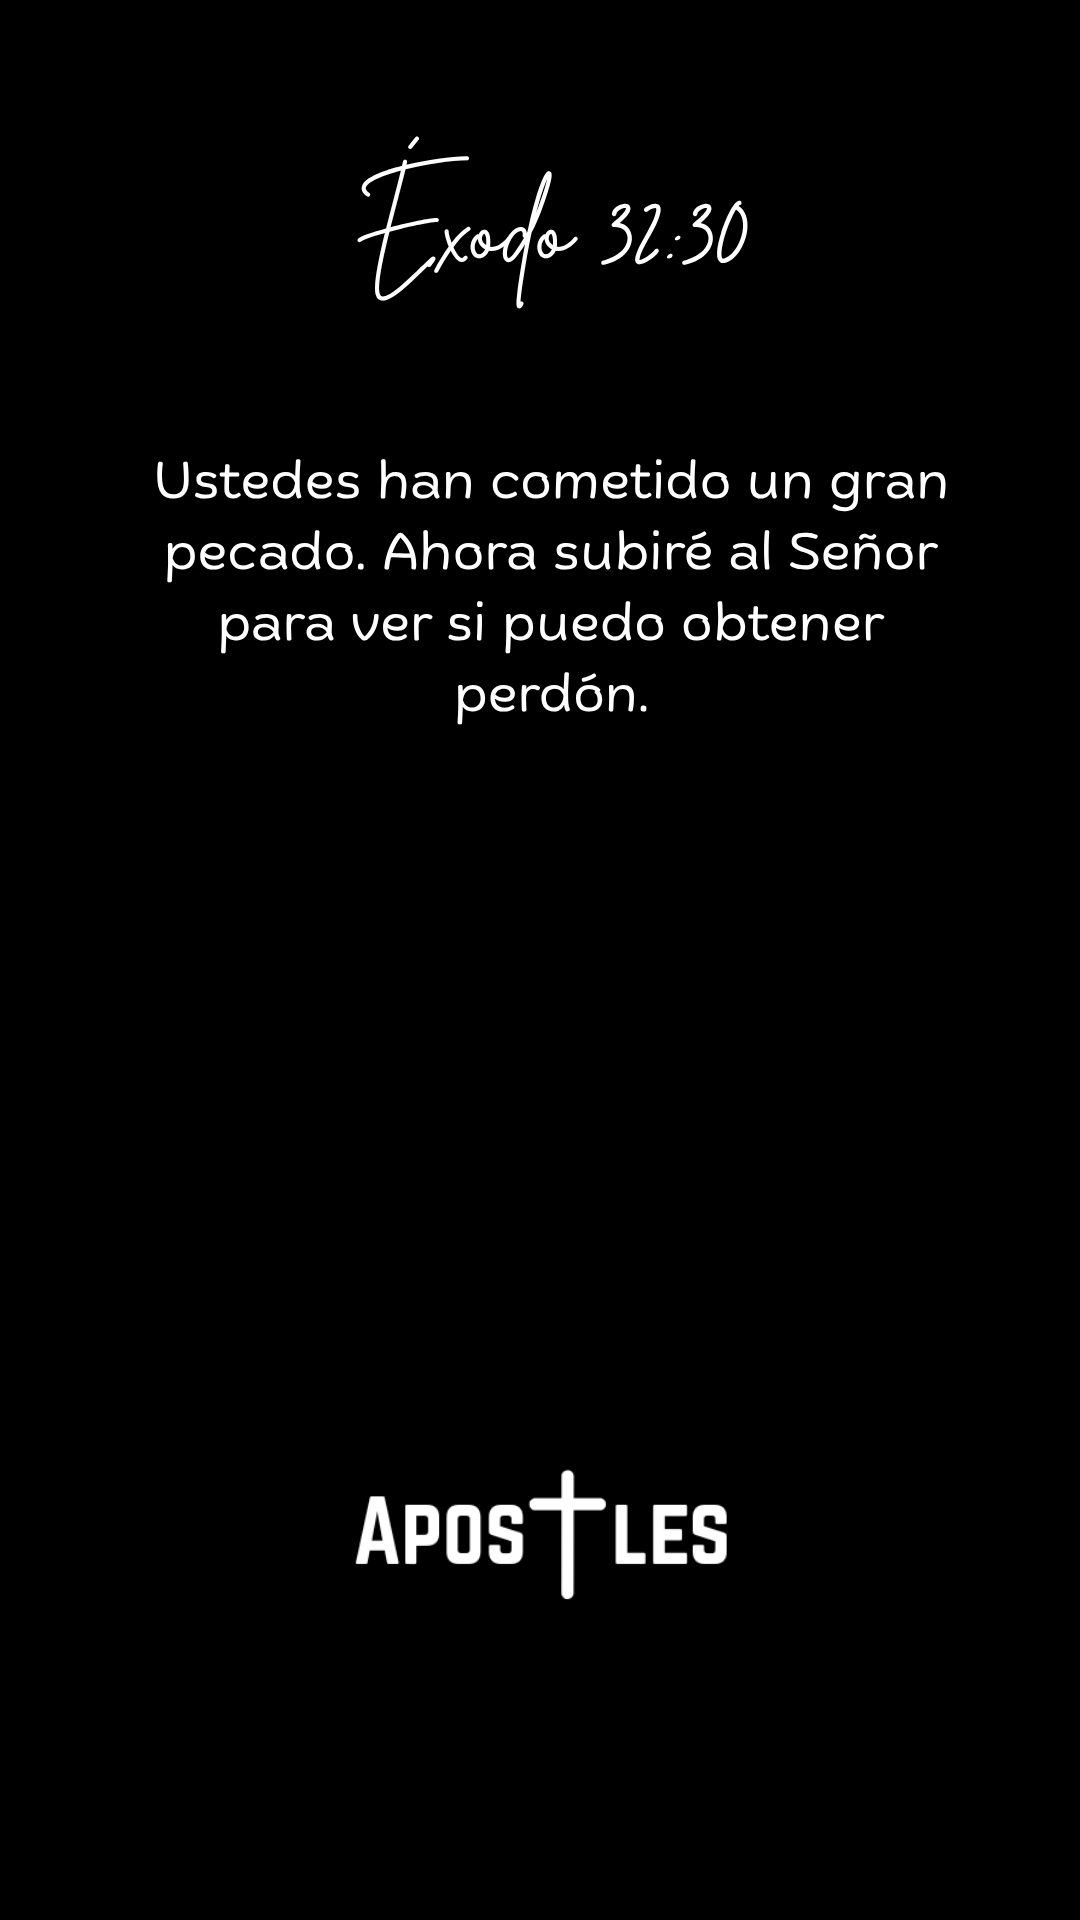 Éxodo 32:30
Ustedes han cometido un gran
pecado. Ahora subiré al Señor
para ver si puedo obtener
perdón.
APOSTLES